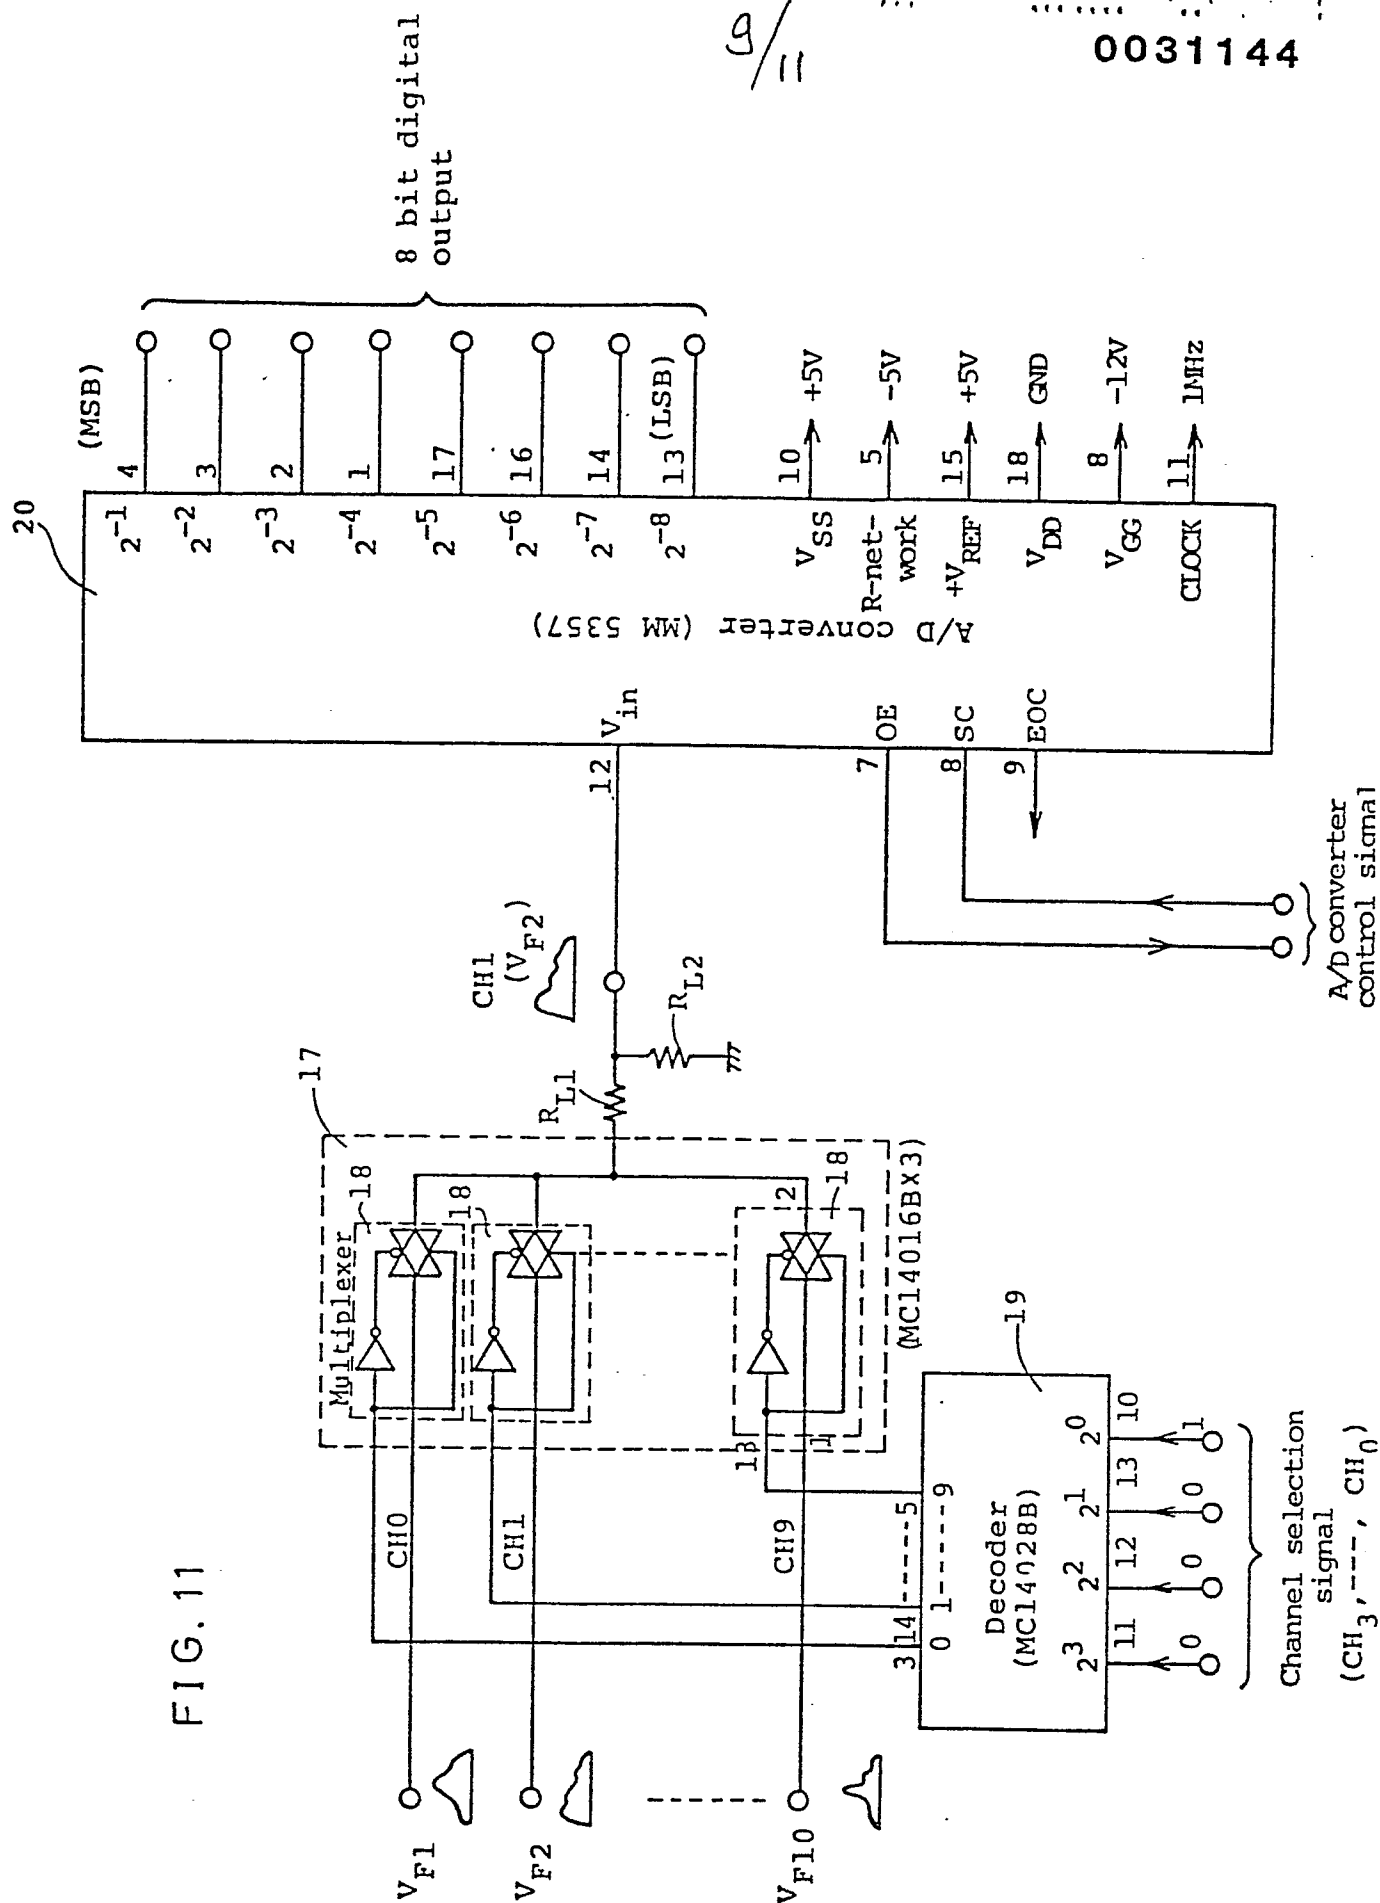 9/11
0031144
FIG. 11
V_F1
V_F2
V_F10
CH0
CH1
CH9
Multiplexer
17
18
18
18
13
1
2
(MC14016B×3)
R_L1
R_L2
CH1
(V_F2)
3 14 -----5
0 1-----9
Decoder
(MC14028B)
19
2^3 2^2 2^1 2^0
11 12 13 10
0 0 0 1
Channel selection
signal
(CH_3,---, CH_0)
20
A/D converter (MM 5357)
12
V_in
7
OE
8
SC
9
EOC
A/D converter
control signal
(MSB)
2^-1 4
2^-2 3
2^-3 2
2^-4 1
2^-5 17
2^-6 16
2^-7 14
2^-8 13 (LSB)
8 bit digital
output
V_SS 10 +5V
R-net-
work 5 -5V
+V_REF 15 +5V
V_DD 18 GND
V_GG 8 -12V
CLOCK 11 1MHz